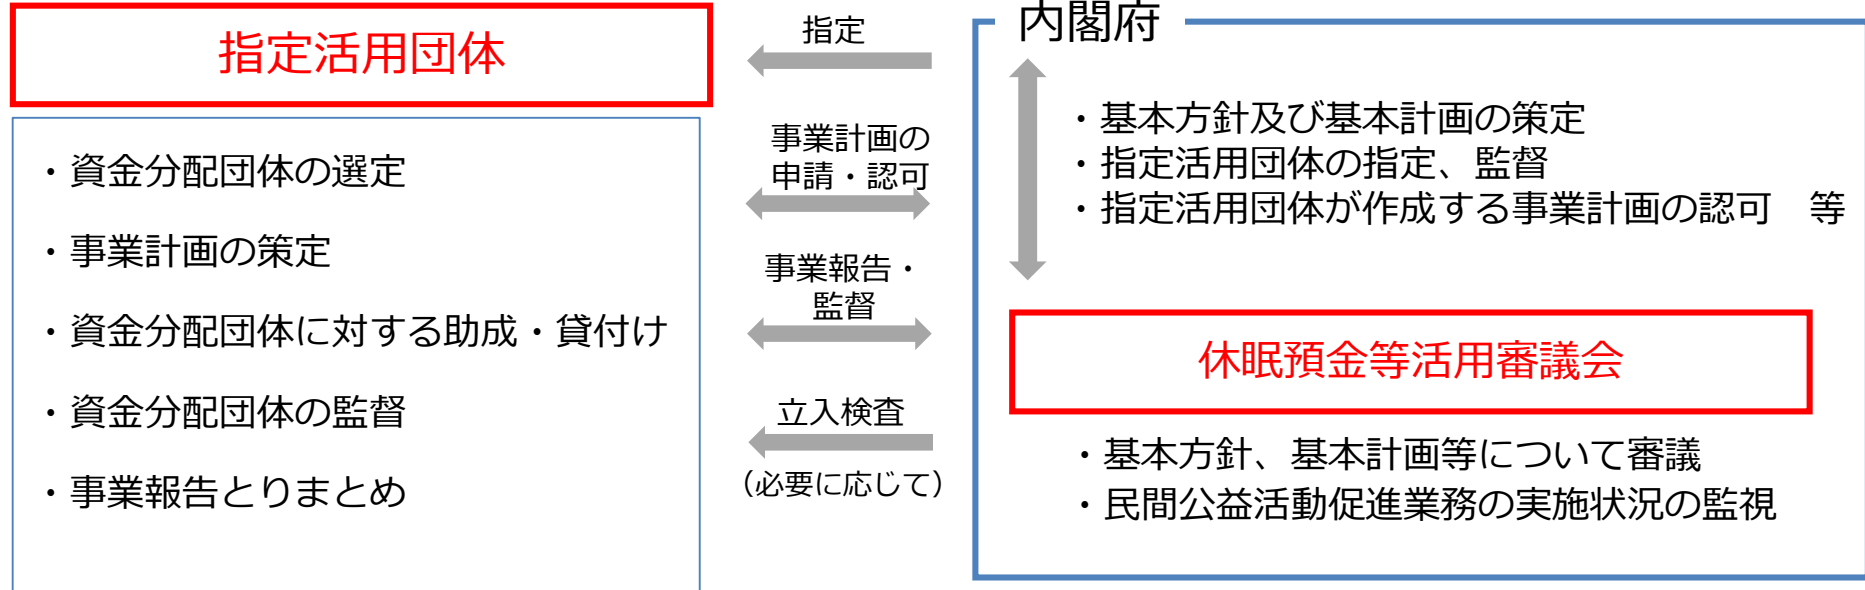 指定活用団体
・資金分配団体の選定
・事業計画の策定
・資金分配団体に対する助成・貸付け
・資金分配団体の監督
・事業報告とりまとめ
指定
事業計画の
申請・認可
事業報告・
監督
立入検査
（必要に応じて）
内閣府
・基本方針及び基本計画の策定
・指定活用団体の指定、監督
・指定活用団体が作成する事業計画の認可　等
休眠預金等活用審議会
・基本方針、基本計画等について審議
・民間公益活動促進業務の実施状況の監視